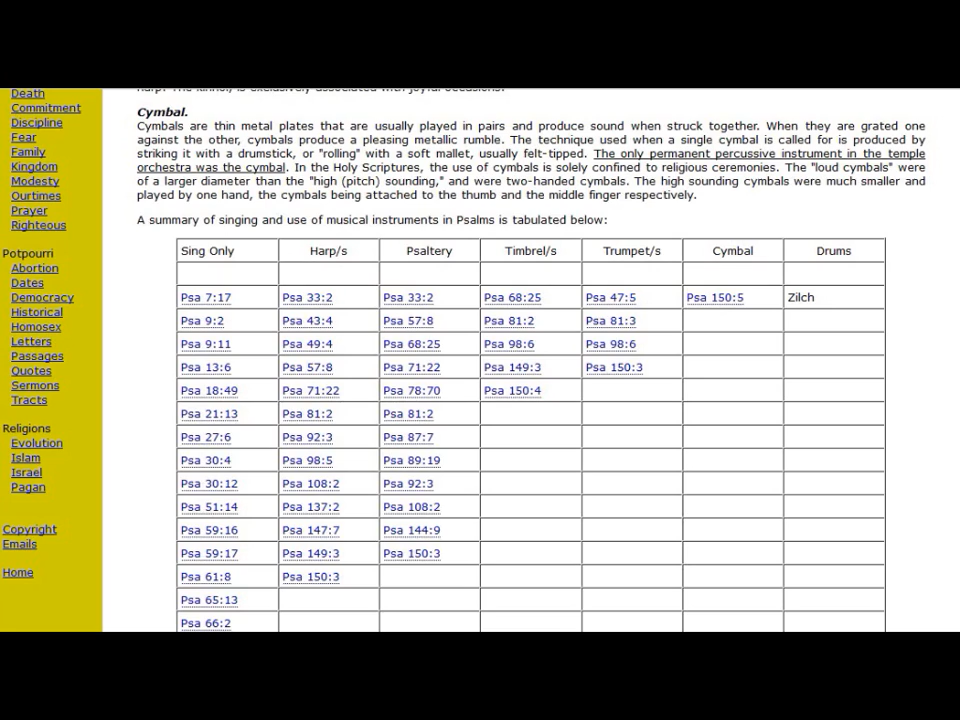 Death
Commitment
Discipline
Fear
Family
Kingdom
Modesty
Ourtimes
Prayer
Righteous
Potpourri
Abortion
Dates
Democracy
Historical
Homosex
Letters
Passages
Quotes
Sermons
Tracts
Religions
Evolution
Islam
Israel
Pagan
Copyright
Emails
Home
Cymbal.
Cymbals are thin metal plates that are usually played in pairs and produce sound when struck together. When they are grated one
against the other, cymbals produce a pleasing metallic rumble. The technique used when a single cymbal is called for is produced by
striking it with a drumstick, or "rolling" with a soft mallet, usually felt-tipped. The only permanent percussive instrument in the temple
orchestra was the cymbal. In the Holy Scriptures, the use of cymbals is solely confined to religious ceremonies. The "loud cymbals" were
of a larger diameter than the "high (pitch) sounding," and were two-handed cymbals. The high sounding cymbals were much smaller and
played by one hand, the cymbals being attached to the thumb and the middle finger respectively.
A summary of singing and use of musical instruments in Psalms is tabulated below:
Sing Only Harp/s Psaltery Timbrel/s Trumpet/s Cymbal Drums
Psa 7:17 Psa 33:2 Psa 33:2 Psa 68:25 Psa 47:5 Psa 150:5 Zilch
Psa 9:2 Psa 43:4 Psa 57:8 Psa 81:2 Psa 81:3
Psa 9:11 Psa 49:4 Psa 68:25 Psa 98:6 Psa 98:6
Psa 13:6 Psa 57:8 Psa 71:22 Psa 149:3 Psa 150:3
Psa 18:49 Psa 71:22 Psa 78:70 Psa 150:4
Psa 21:13 Psa 81:2 Psa 81:2
Psa 27:6 Psa 92:3 Psa 87:7
Psa 30:4 Psa 98:5 Psa 89:19
Psa 30:12 Psa 108:2 Psa 92:3
Psa 51:14 Psa 137:2 Psa 108:2
Psa 59:16 Psa 147:7 Psa 144:9
Psa 59:17 Psa 149:3 Psa 150:3
Psa 61:8 Psa 150:3
Psa 65:13
Psa 66:2